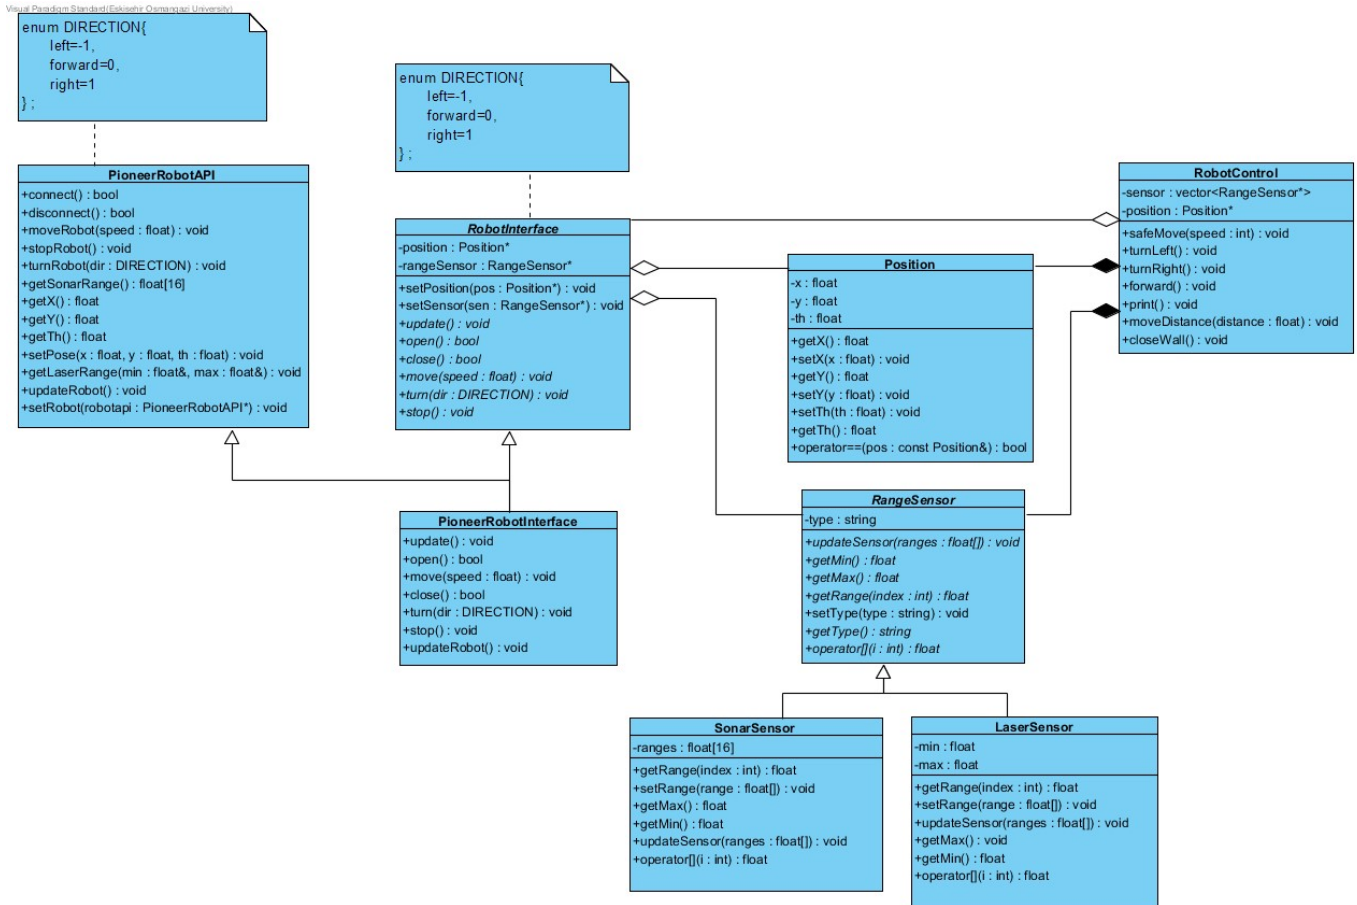 Visual Paradigm Standard(Eskisehir Osmangazi University)
enum DIRECTION{
left=-1,
forward=0,
right=1
} ;
enum DIRECTION{
left=-1,
forward=0,
right=1
} ;
PioneerRobotAPI
+connect() : bool
+disconnect() : bool
+moveRobot(speed : float) : void
+stopRobot() : void
+turnRobot(dir : DIRECTION) : void
+getSonarRange() : float[16]
+getX() : float
+getY() : float
+getTh() : float
+setPose(x : float, y : float, th : float) : void
+getLaserRange(min : float&, max : float&) : void
+updateRobot() : void
+setRobot(robotapi : PioneerRobotAPI*) : void
RobotInterface
-position : Position*
-rangeSensor : RangeSensor*
+setPosition(pos : Position*) : void
+setSensor(sen : RangeSensor*) : void
+update() : void
+open() : bool
+close() : bool
+move(speed : float) : void
+turn(dir : DIRECTION) : void
+stop() : void
RobotControl
-sensor : vector<RangeSensor*>
-position : Position*
+safeMove(speed : int) : void
+turnLeft() : void
+turnRight() : void
+forward() : void
+print() : void
+moveDistance(distance : float) : void
+closeWall() : void
Position
-x : float
-y : float
-th : float
+getX() : float
+setX(x : float) : void
+getY() : float
+setY(y : float) : void
+setTh(th : float) : void
+getTh() : float
+operator==(pos : const Position&) : bool
PioneerRobotInterface
+update() : void
+open() : bool
+move(speed : float) : void
+close() : bool
+turn(dir : DIRECTION) : void
+stop() : void
+updateRobot() : void
RangeSensor
-type : string
+updateSensor(ranges : float[]) : void
+getMin() : float
+getMax() : float
+getRange(index : int) : float
+setType(type : string) : void
+getType() : string
+operator[](i : int) : float
SonarSensor
-ranges : float[16]
+getRange(index : int) : float
+setRange(range : float[]) : void
+getMax() : float
+getMin() : float
+updateSensor(ranges : float[]) : void
+operator[](i : int) : float
LaserSensor
-min : float
-max : float
+getRange(index : int) : float
+setRange(range : float[]) : void
+updateSensor(ranges : float[]) : void
+getMax() : void
+getMin() : float
+operator[](i : int) : float